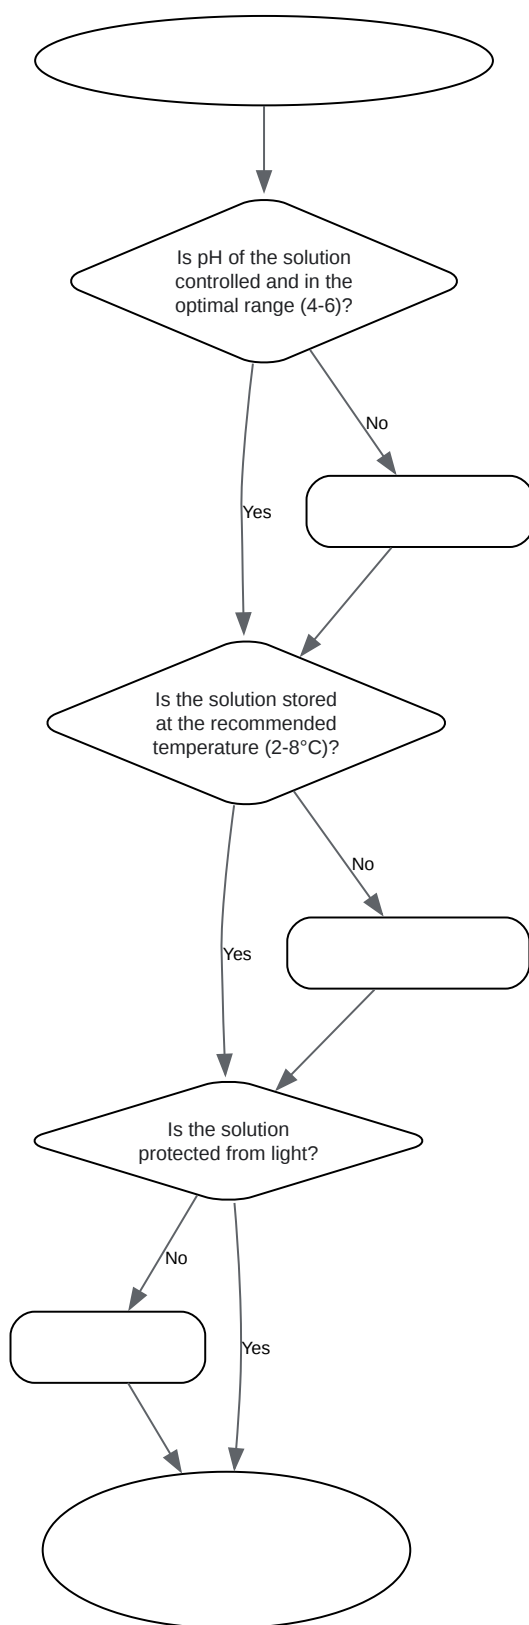 Is pH of the solution
controlled and in the
optimal range (4-6)?
No
Yes
Is the solution stored
at the recommended
temperature (2-8°C)?
No
Yes
Is the solution
protected from light?
No
Yes